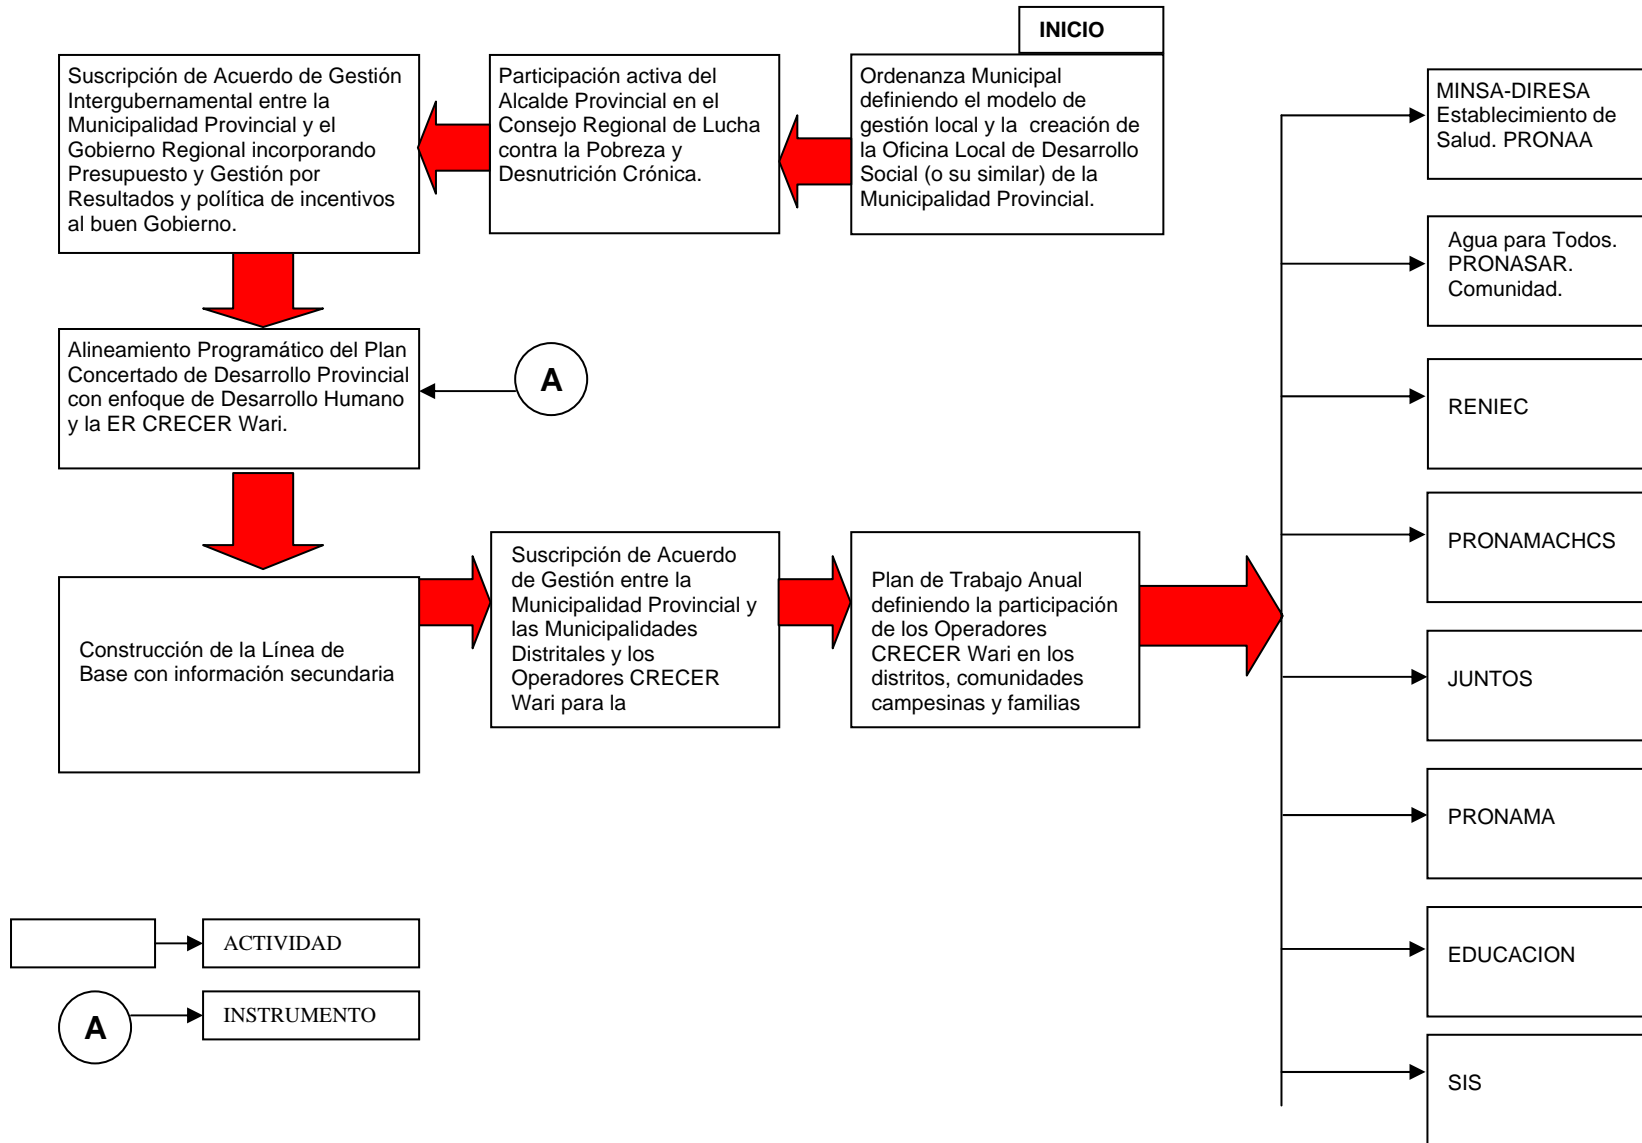 INICIO
Ordenanza Municipal
definiendo el modelo de
gestión local y la creación de
la Oficina Local de Desarrollo
Social (o su similar) de la
Municipalidad Provincial.
Participación activa del
Alcalde Provincial en el
Consejo Regional de Lucha
contra la Pobreza y
Desnutrición Crónica.
Suscripción de Acuerdo de Gestión
Intergubernamental entre la
Municipalidad Provincial y el
Gobierno Regional incorporando
Presupuesto y Gestión por
Resultados y política de incentivos
al buen Gobierno.
Alineamiento Programático del Plan
Concertado de Desarrollo Provincial
con enfoque de Desarrollo Humano
y la ER CRECER Wari.
A
Construcción de la Línea de
Base con información secundaria
Suscripción de Acuerdo
de Gestión entre la
Municipalidad Provincial y
las Municipalidades
Distritales y los
Operadores CRECER
Wari para la
Plan de Trabajo Anual
definiendo la participación
de los Operadores
CRECER Wari en los
distritos, comunidades
campesinas y familias
MINSA-DIRESA
Establecimiento de
Salud. PRONAA
Agua para Todos.
PRONASAR.
Comunidad.
RENIEC
PRONAMACHCS
JUNTOS
PRONAMA
EDUCACION
SIS
ACTIVIDAD
A
INSTRUMENTO